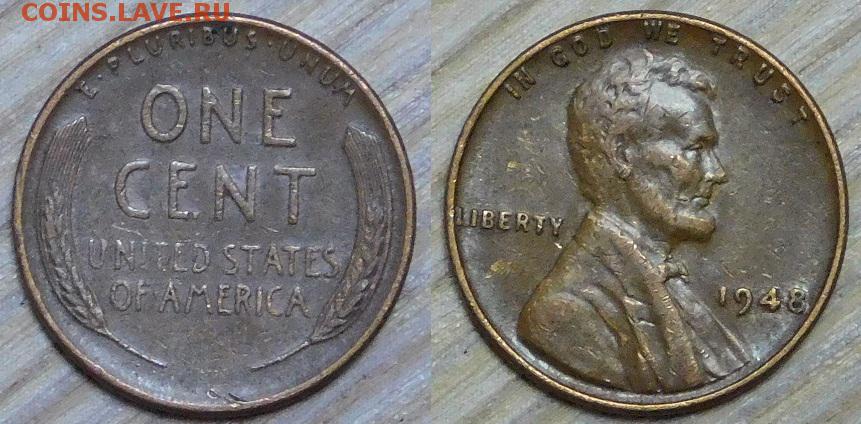 COINS.LAVE.RU
E·PLURIBUS·UNUM
ONE
CENT
UNITED STATES
OF AMERICA
IN GOD WE TRUST
LIBERTY
1948